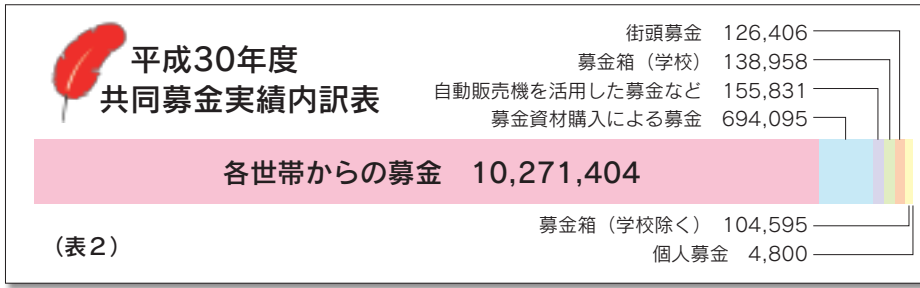 平成30年度
共同募金実績内訳表
街頭募金 126,406
募金箱（学校） 138,958
自動販売機を活用した募金など 155,831
募金資材購入による募金 694,095
各世帯からの募金 10,271,404
募金箱（学校除く） 104,595
個人募金 4,800
（表２）